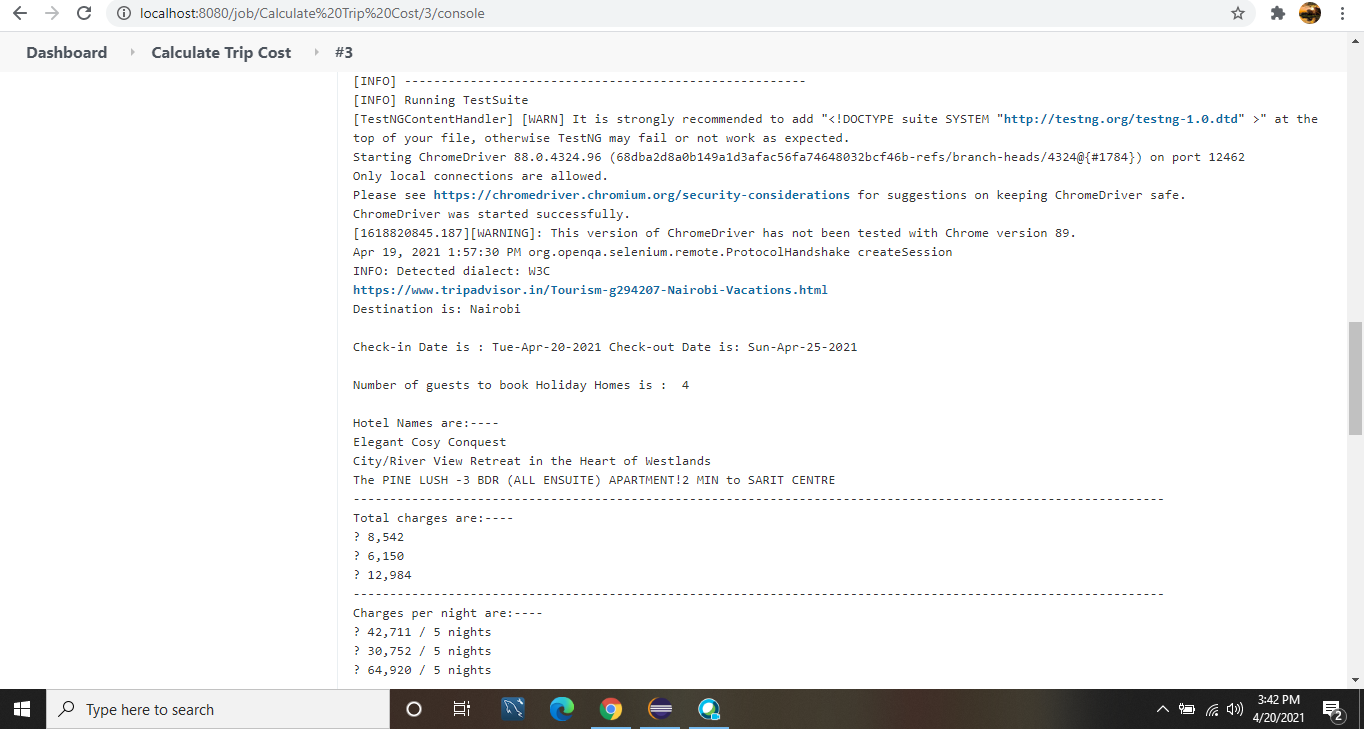 localhost:8080/job/Calculate%20Trip%20Cost/3/console
Dashboard Calculate Trip Cost #3
[INFO] -------------------------------------------------------
[INFO] Running TestSuite
[TestNGContentHandler] [WARN] It is strongly recommended to add "<!DOCTYPE suite SYSTEM "http://testng.org/testng-1.0.dtd" >" at the
top of your file, otherwise TestNG may fail or not work as expected.
Starting ChromeDriver 88.0.4324.96 (68dba2d8a0b149a1d3afac56fa74648032bcf46b-refs/branch-heads/4324@{#1784}) on port 12462
Only local connections are allowed.
Please see https://chromedriver.chromium.org/security-considerations for suggestions on keeping ChromeDriver safe.
ChromeDriver was started successfully.
[1618820845.187][WARNING]: This version of ChromeDriver has not been tested with Chrome version 89.
Apr 19, 2021 1:57:30 PM org.openqa.selenium.remote.ProtocolHandshake createSession
INFO: Detected dialect: W3C
https://www.tripadvisor.in/Tourism-g294207-Nairobi-Vacations.html
Destination is: Nairobi
Check-in Date is : Tue-Apr-20-2021 Check-out Date is: Sun-Apr-25-2021
Number of guests to book Holiday Homes is :  4
Hotel Names are:----
Elegant Cosy Conquest
City/River View Retreat in the Heart of Westlands
The PINE LUSH -3 BDR (ALL ENSUITE) APARTMENT!2 MIN to SARIT CENTRE
---------------------------------------------------------------------------------------------------------------
Total charges are:----
? 8,542
? 6,150
? 12,984
---------------------------------------------------------------------------------------------------------------
Charges per night are:----
? 42,711 / 5 nights
? 30,752 / 5 nights
? 64,920 / 5 nights
Type here to search
3:42 PM
4/20/2021
2